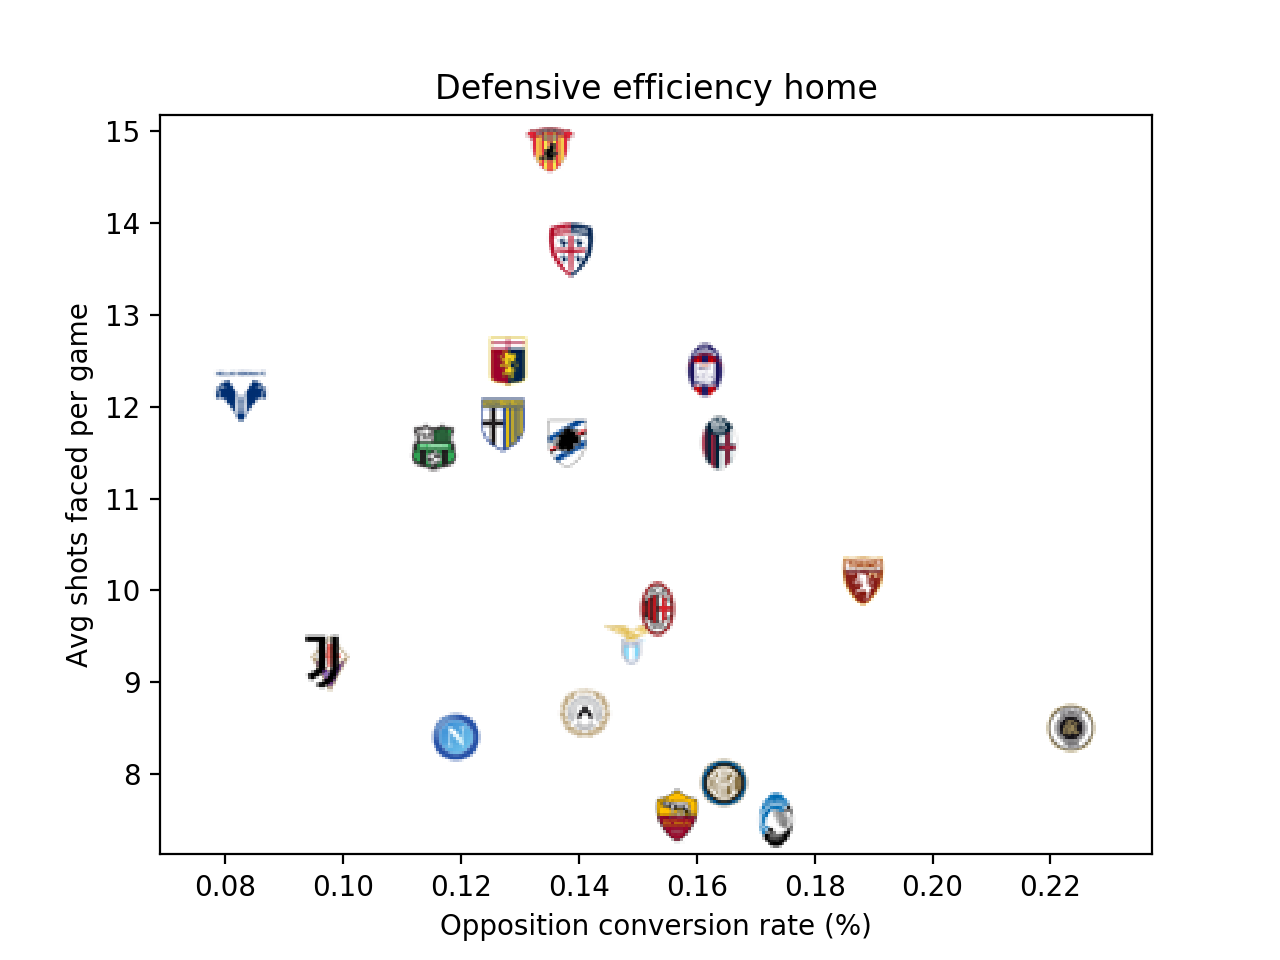 Defensive efficiency home
15
14
13
12
11
10
9
8
Avg shots faced per game
0.08 0.10 0.12 0.14 0.16 0.18 0.20 0.22
Opposition conversion rate (%)
TORINO
N